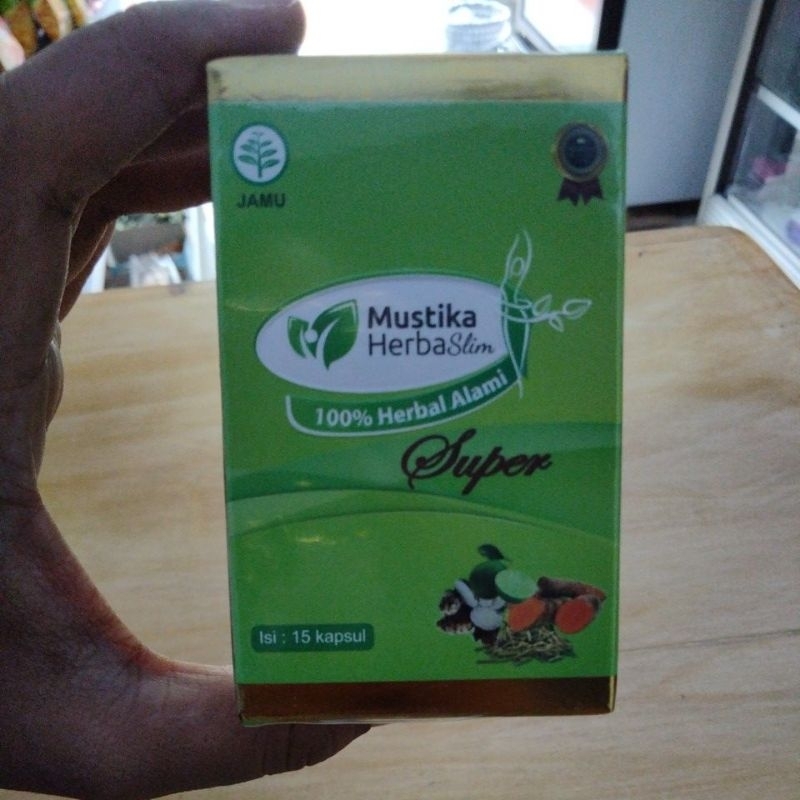 JAMU
Mustika
HerbaSlim
100% Herbal Alami
Super
Isi : 15 kapsul